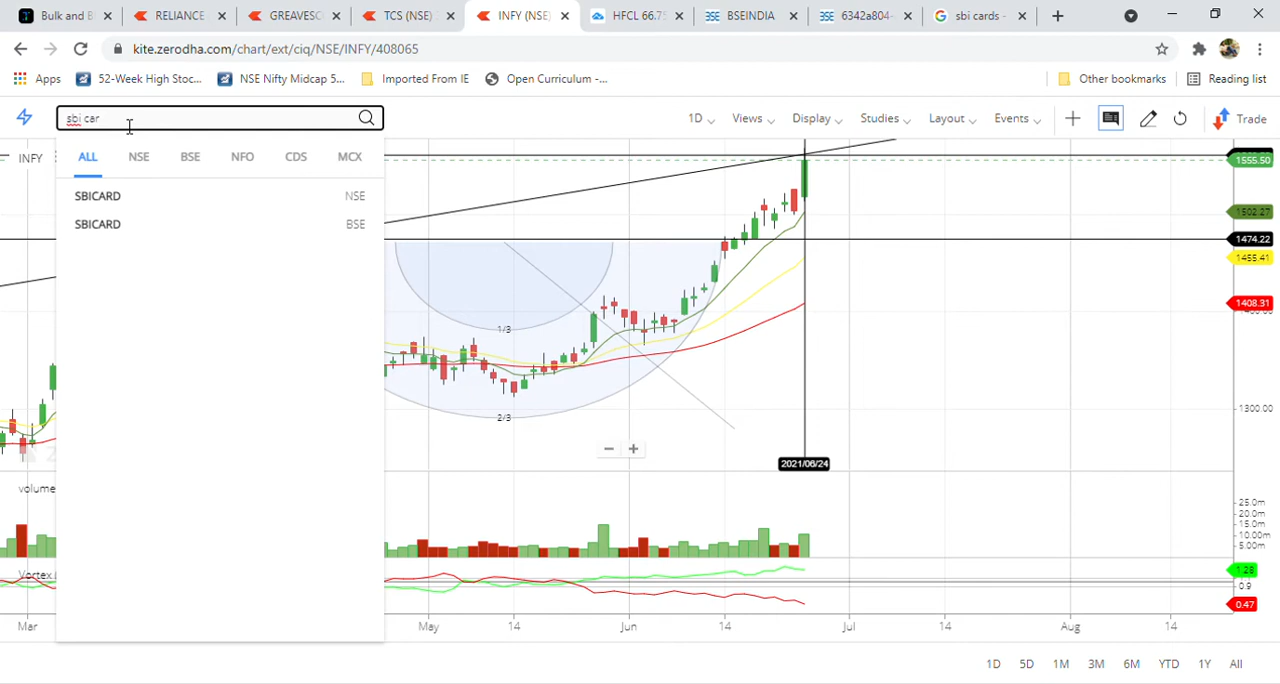 Bulk and B
RELIANCE
GREAVESC
TCS (NSE)
INFY (NSE
HFCL 66.75
BSEINDIA
6342a804-
sbi cards -
kite.zerodha.com/chart/ext/ciq/NSE/INFY/408065
Apps
52-Week High Stoc...
NSE Nifty Midcap 5...
Imported From IE
Open Curriculum -...
Other bookmarks
Reading list
sbi car
1D
Views
Display
Studies
Layout
Events
Trade
INFY
ALL
NSE
BSE
NFO
CDS
MCX
SBICARD NSE
SBICARD BSE
1555.50
1502.27
1474.22
1455.41
1408.31
1300.00
1/3
2/3
2021/06/24
volume
25.0m
20.0m
15.0m
10.00m
5.00m
Vortex
1.28
0.9
0.47
Mar
May
14
Jun
14
Jul
14
Aug
14
1D
5D
1M
3M
6M
YTD
1Y
All